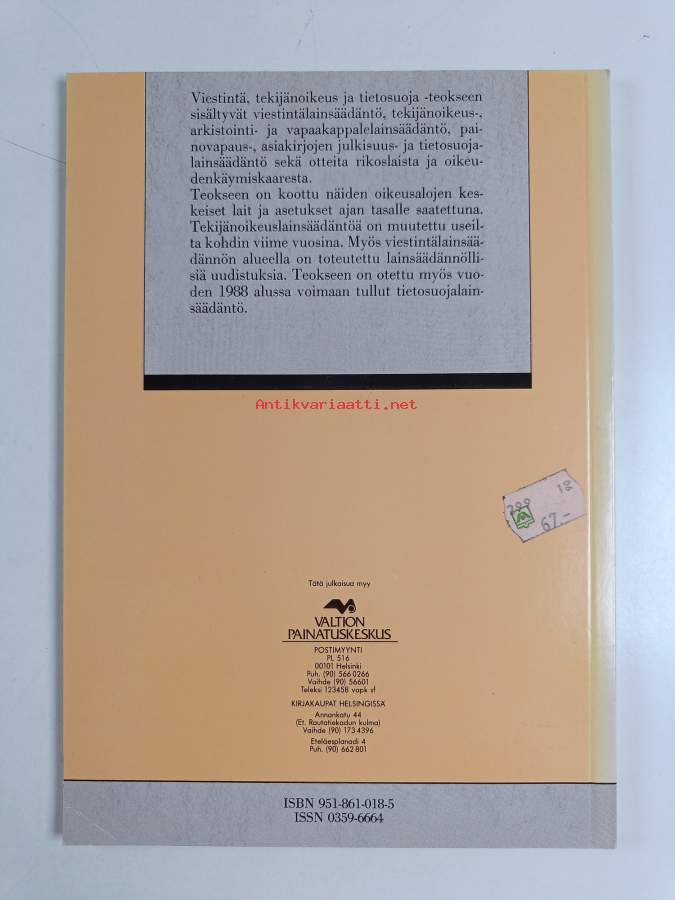 Viestintä, tekijänoikeus ja tietosuoja -teokseen
sisältyvät viestintälainsäädäntö, tekijänoikeus-,
arkistointi- ja vapaakappalelainsäädäntö, pai-
novapaus-, asiakirjojen julkisuus- ja tietosuoja-
lainsäädäntö sekä otteita rikoslaista ja oikeu-
denkäymiskaaresta.
Teokseen on koottu näiden oikeusalojen kes-
keiset lait ja asetukset ajan tasalle saatettuna.
Tekijänoikeuslainsäädäntöä on muutettu useil-
ta kohdin viime vuosina. Myös viestintälainsää-
dännön alueella on toteutettu lainsäädännölli-
siä uudistuksia. Teokseen on otettu myös vuo-
den 1988 alussa voimaan tullut tietosuojalain-
säädäntö.
Antikvariaatti.net
299 196
67.-
Tätä julkaisua myy
VALTION
PAINATUSKESKUS
POSTIMYYNTI
PL 516
00101 Helsinki
Puh. (90) 566 0266
Vaihde (90) 56601
Teleksi 123458 vapk sf
KIRJAKAUPAT HELSINGISSÄ
Annankatu 44
(Et. Rautatiekadun kulma)
Vaihde (90) 173 4396
Eteläesplanadi 4
Puh. (90) 662 801
ISBN 951-861-018-5
ISSN 0359-6664